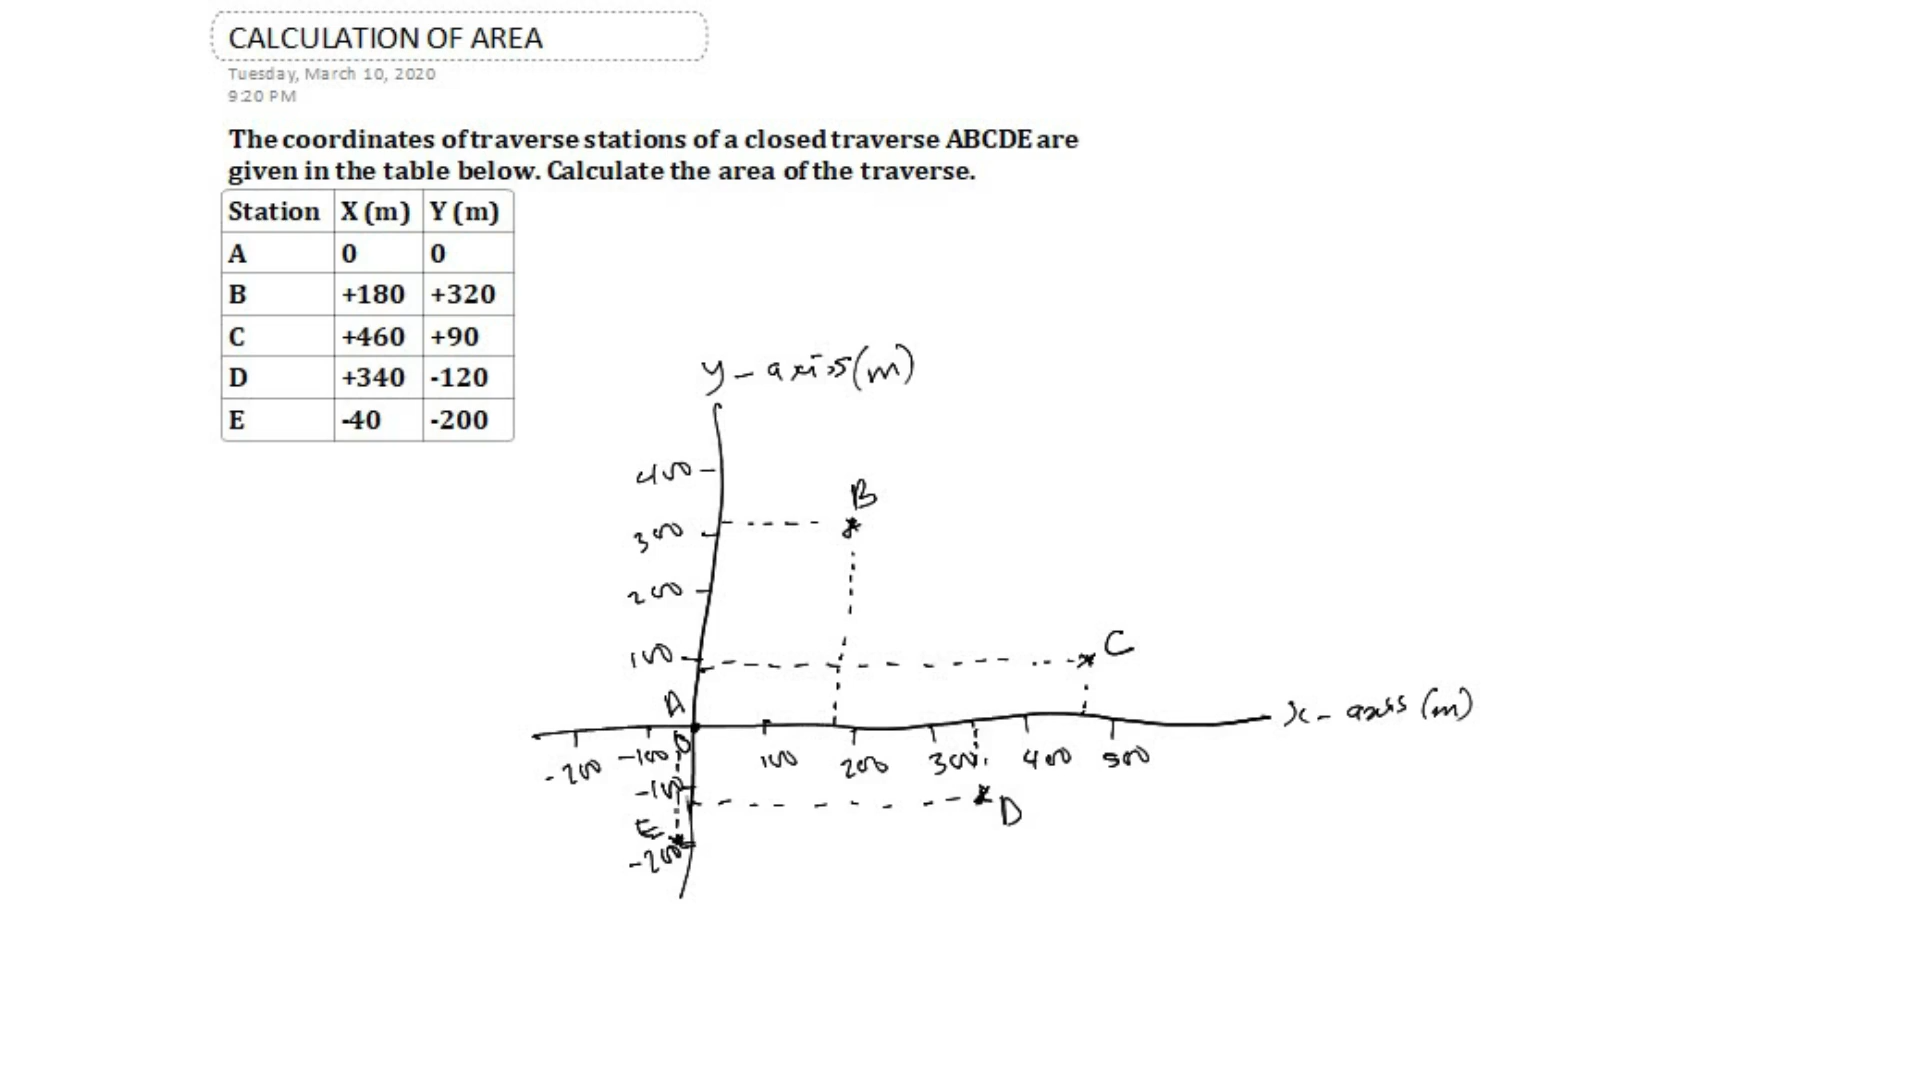 CALCULATION OF AREA
Tuesday, March 10, 2020
9:20 PM
The coordinates of traverse stations of a closed traverse ABCDE are
given in the table below. Calculate the area of the traverse.
Station X (m) Y (m)
A 0 0
B +180 +320
C +460 +90
D +340 -120
E -40 -200
y - axis (m)
400
B
300
200
C
100
A
x - axis (m)
-200 -100 0 100 200 300 400 500
-100
D
E
-200